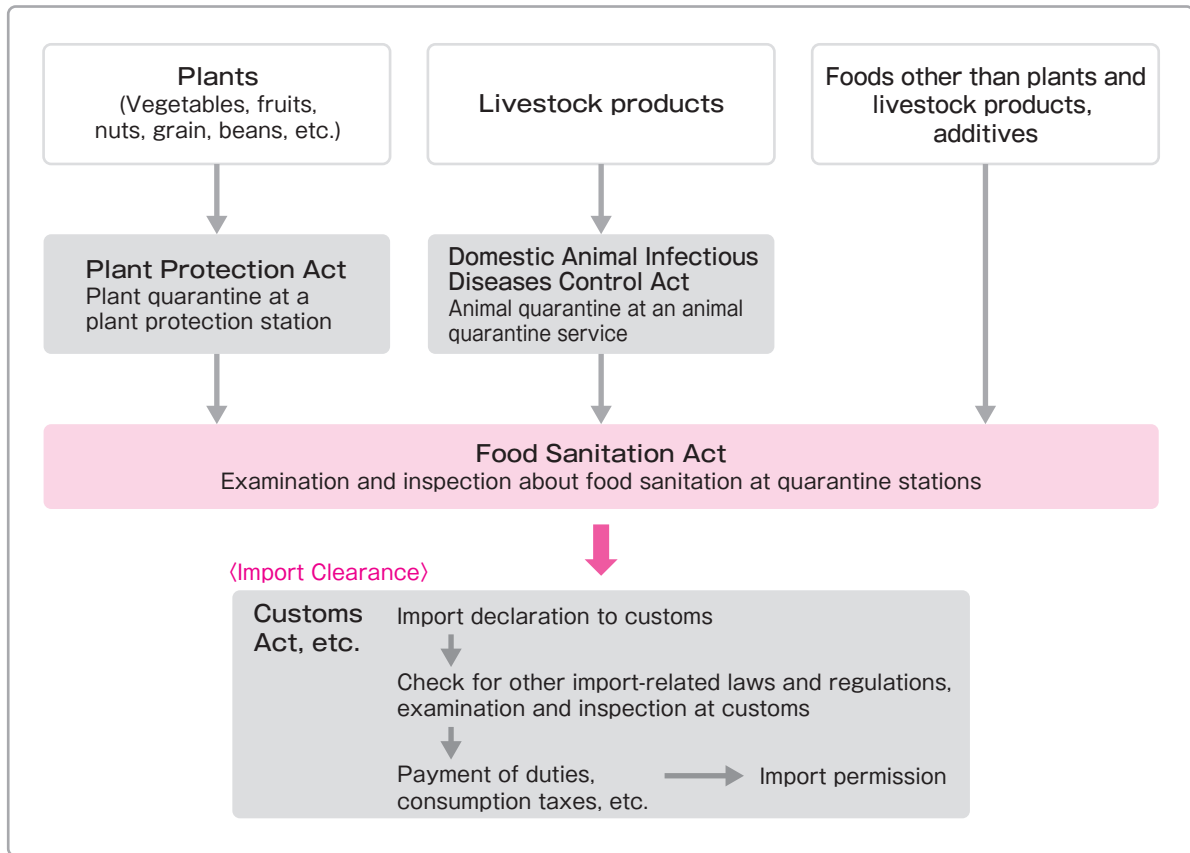 Plants
(Vegetables, fruits,
nuts, grain, beans, etc.)
Livestock products
Foods other than plants and
livestock products,
additives
Plant Protection Act
Plant quarantine at a
plant protection station
Domestic Animal Infectious
Diseases Control Act
Animal quarantine at an animal
quarantine service
Food Sanitation Act
Examination and inspection about food sanitation at quarantine stations
〈Import Clearance〉
Customs
Act, etc.
Import declaration to customs
Check for other import-related laws and regulations,
examination and inspection at customs
Payment of duties,
consumption taxes, etc.
Import permission